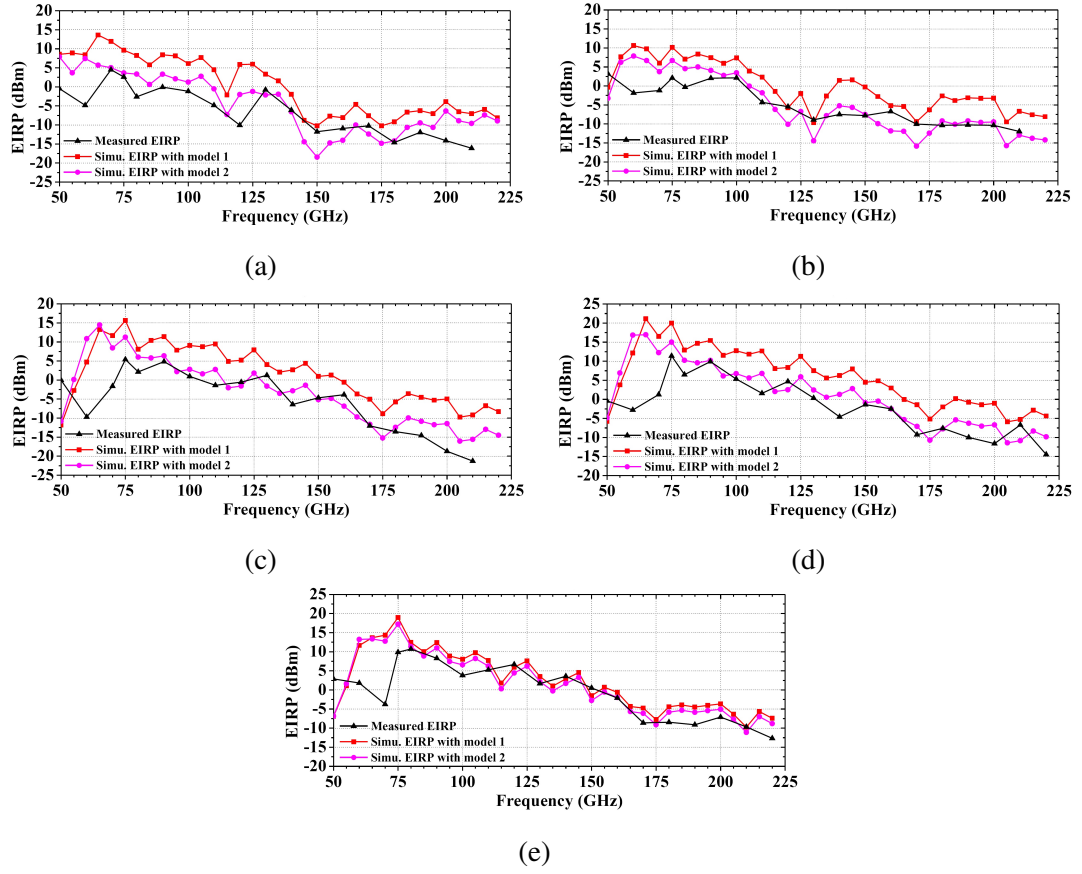 20
15
10
5
0
-5
-10
-15
-20
-25
EIRP (dBm)
Measured EIRP
Simu. EIRP with model 1
Simu. EIRP with model 2
50 75 100 125 150 175 200 225
Frequency (GHz)
(a)
20
15
10
5
0
-5
-10
-15
-20
-25
EIRP (dBm)
Measured EIRP
Simu. EIRP with model 1
Simu. EIRP with model 2
50 75 100 125 150 175 200 225
Frequency (GHz)
(b)
20
15
10
5
0
-5
-10
-15
-20
-25
EIRP (dBm)
Measured EIRP
Simu. EIRP with model 1
Simu. EIRP with model 2
50 75 100 125 150 175 200 225
Frequency (GHz)
(c)
25
20
15
10
5
0
-5
-10
-15
-20
EIRP (dBm)
Measured EIRP
Simu. EIRP with model 1
Simu. EIRP with model 2
50 75 100 125 150 175 200 225
Frequency (GHz)
(d)
25
20
15
10
5
0
-5
-10
-15
-20
EIRP (dBm)
Measured EIRP
Simu. EIRP with model 1
Simu. EIRP with model 2
50 75 100 125 150 175 200 225
Frequency (GHz)
(e)